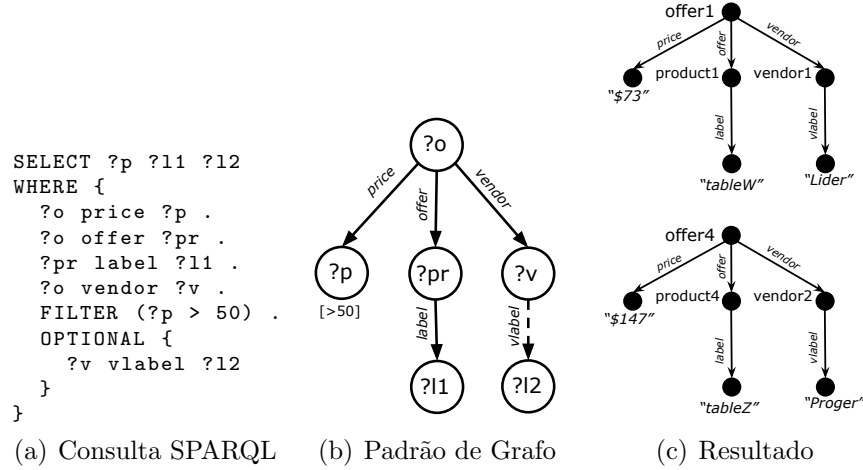 SELECT ?p ?l1 ?l2
WHERE {
?o price ?p .
?o offer ?pr .
?pr label ?l1 .
?o vendor ?v .
FILTER (?p > 50) .
OPTIONAL {
?v vlabel ?l2
}
}
(a) Consulta SPARQL
?o
price
offer
vendor
?p
?pr
?v
[>50]
label
vlabel
?l1
?l2
(b) Padrão de Grafo
offer1
price
offer
vendor
product1
vendor1
"$73"
label
vlabel
"tableW"
"Lider"
offer4
price
offer
vendor
product4
vendor2
"$147"
label
vlabel
"tableZ"
"Proger"
(c) Resultado